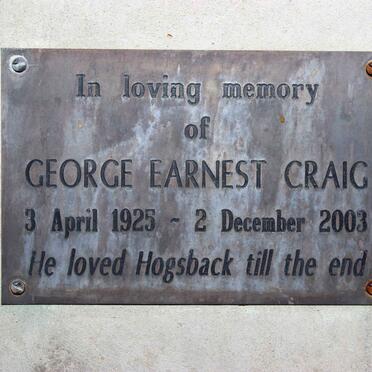 In loving memory
of
GEORGE EARNEST CRAIG
3 April 1925 ~ 2 December 2003
He loved Hogsback till the end